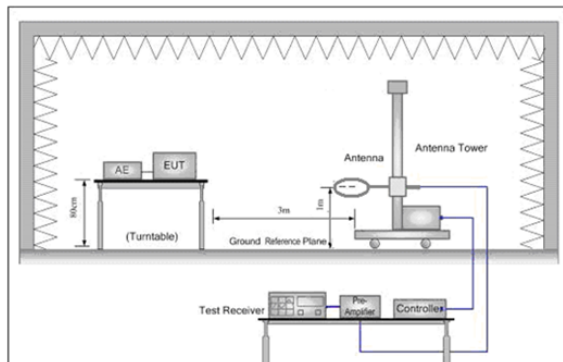 Antenna Tower
Antenna
EUT
AE
80cm
3m
1m
(Turntable)
Ground Reference Plane
Test Receiver
Pre-
Amplifier
Controller